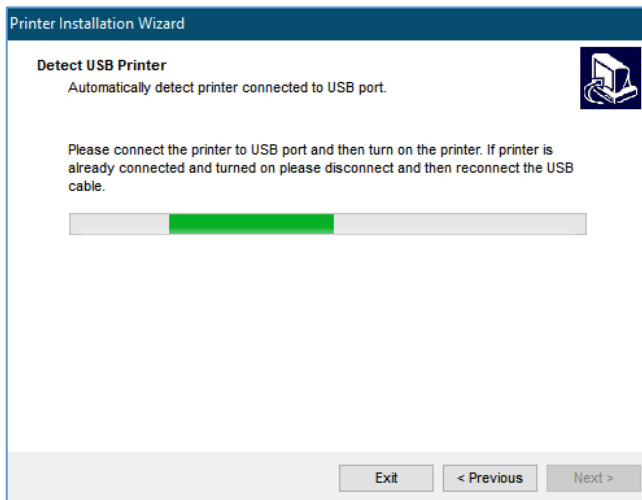 Printer Installation Wizard
Detect USB Printer
Automatically detect printer connected to USB port.
Please connect the printer to USB port and then turn on the printer. If printer is
already connected and turned on please disconnect and then reconnect the USB
cable.
Exit
< Previous
Next >